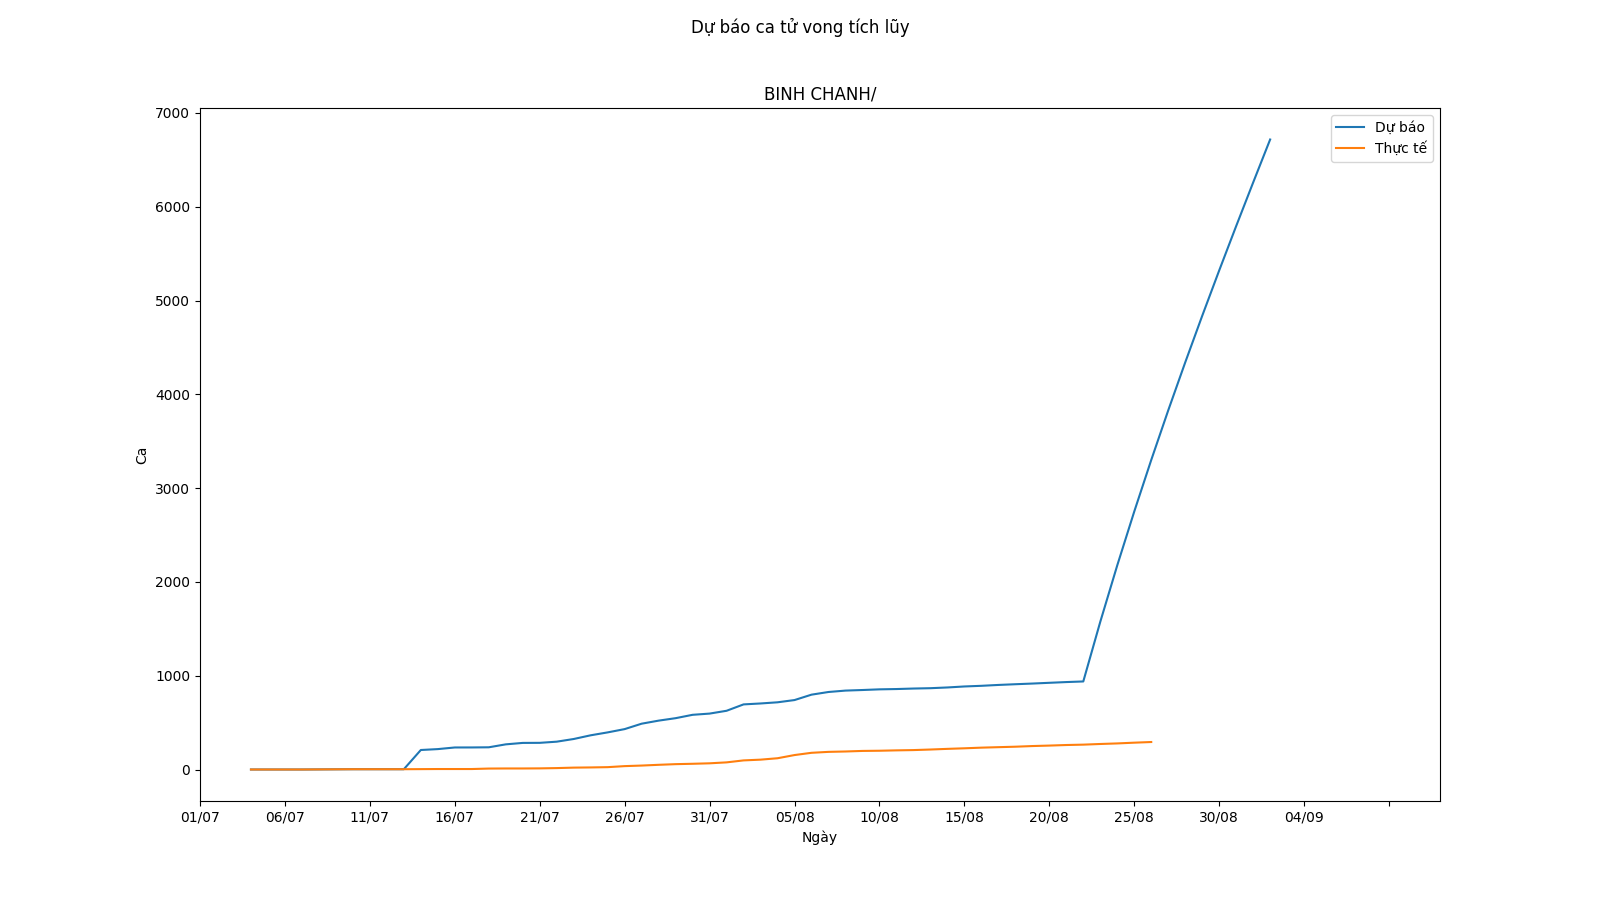 Dự báo ca tử vong tích lũy
BINH CHANH/
Dự báo
Thực tế
7000
6000
5000
4000
3000
2000
1000
0
Ca
01/07 06/07 11/07 16/07 21/07 26/07 31/07 05/08 10/08 15/08 20/08 25/08 30/08 04/09
Ngày